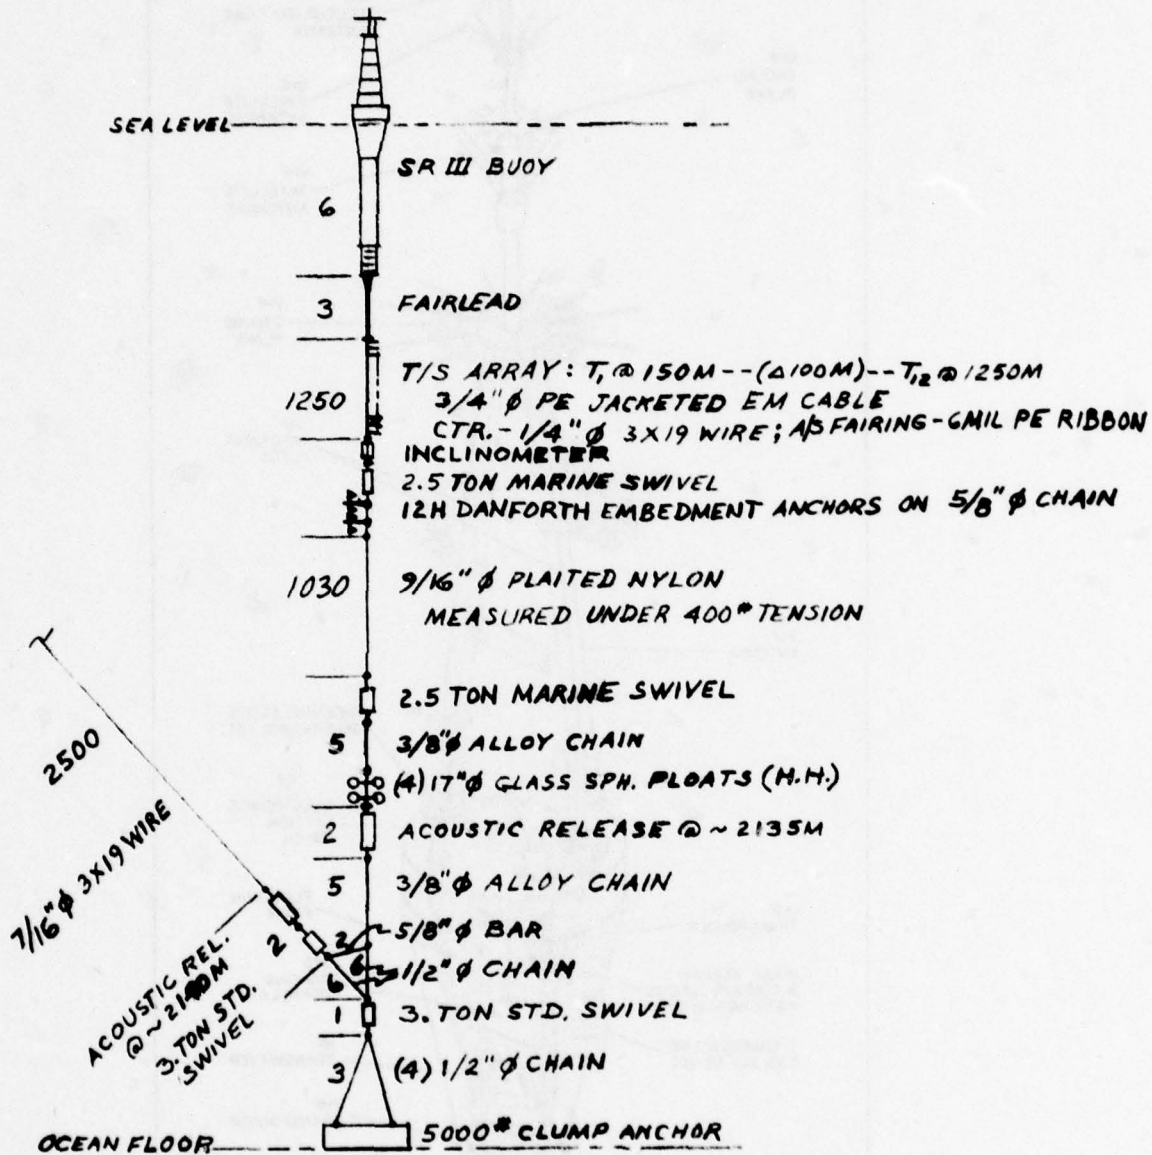 SEA LEVEL
SR III BUOY
6
3 FAIRLEAD
T/S ARRAY: T₁ @ 150M--(Δ100M)--T₁₂ @ 1250M
1250 3/4"ϕ PE JACKETED EM CABLE
CTR.-1/4"ϕ 3X19 WIRE; A/S FAIRING-6MIL PE RIBBON
INCLINOMETER
2.5 TON MARINE SWIVEL
12H DANFORTH EMBEDMENT ANCHORS ON 5/8"ϕ CHAIN
1030 9/16"ϕ PLAITED NYLON
MEASURED UNDER 400# TENSION
2.5 TON MARINE SWIVEL
5 3/8"ϕ ALLOY CHAIN
(4) 17"ϕ GLASS SPH. FLOATS (H.H.)
2 ACOUSTIC RELEASE @ ~ 2135M
5 3/8"ϕ ALLOY CHAIN
2 5/8"ϕ BAR
6 1/2"ϕ CHAIN
6
1 3. TON STD. SWIVEL
3 (4) 1/2"ϕ CHAIN
5000# CLUMP ANCHOR
OCEAN FLOOR
2500
7/16"ϕ 3X19 WIRE
2
ACOUSTIC REL.
@ ~
3. TON STD.
SWIVEL